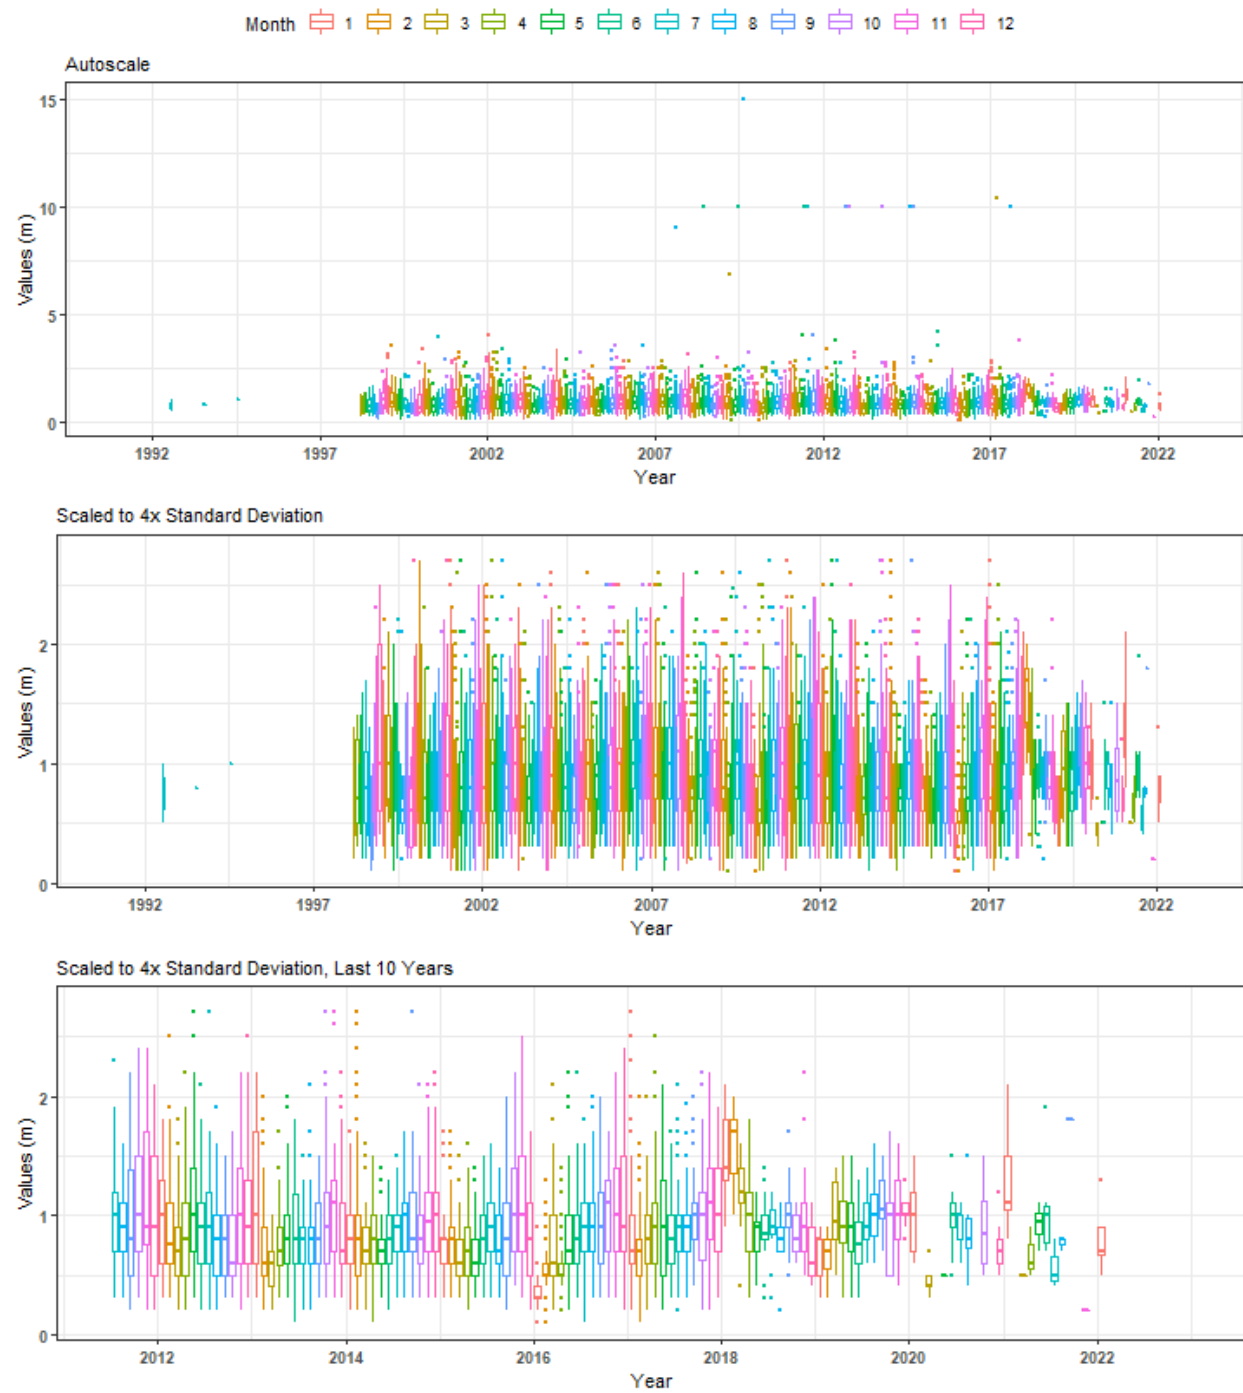 Month 1 2 3 4 5 6 7 8 9 10 11 12
Autoscale
15
10
5
0
Values (m)
1992 1997 2002 2007 2012 2017 2022
Year
Scaled to 4x Standard Deviation
2
1
0
Values (m)
1992 1997 2002 2007 2012 2017 2022
Year
Scaled to 4x Standard Deviation, Last 10 Years
2
1
0
Values (m)
2012 2014 2016 2018 2020 2022
Year